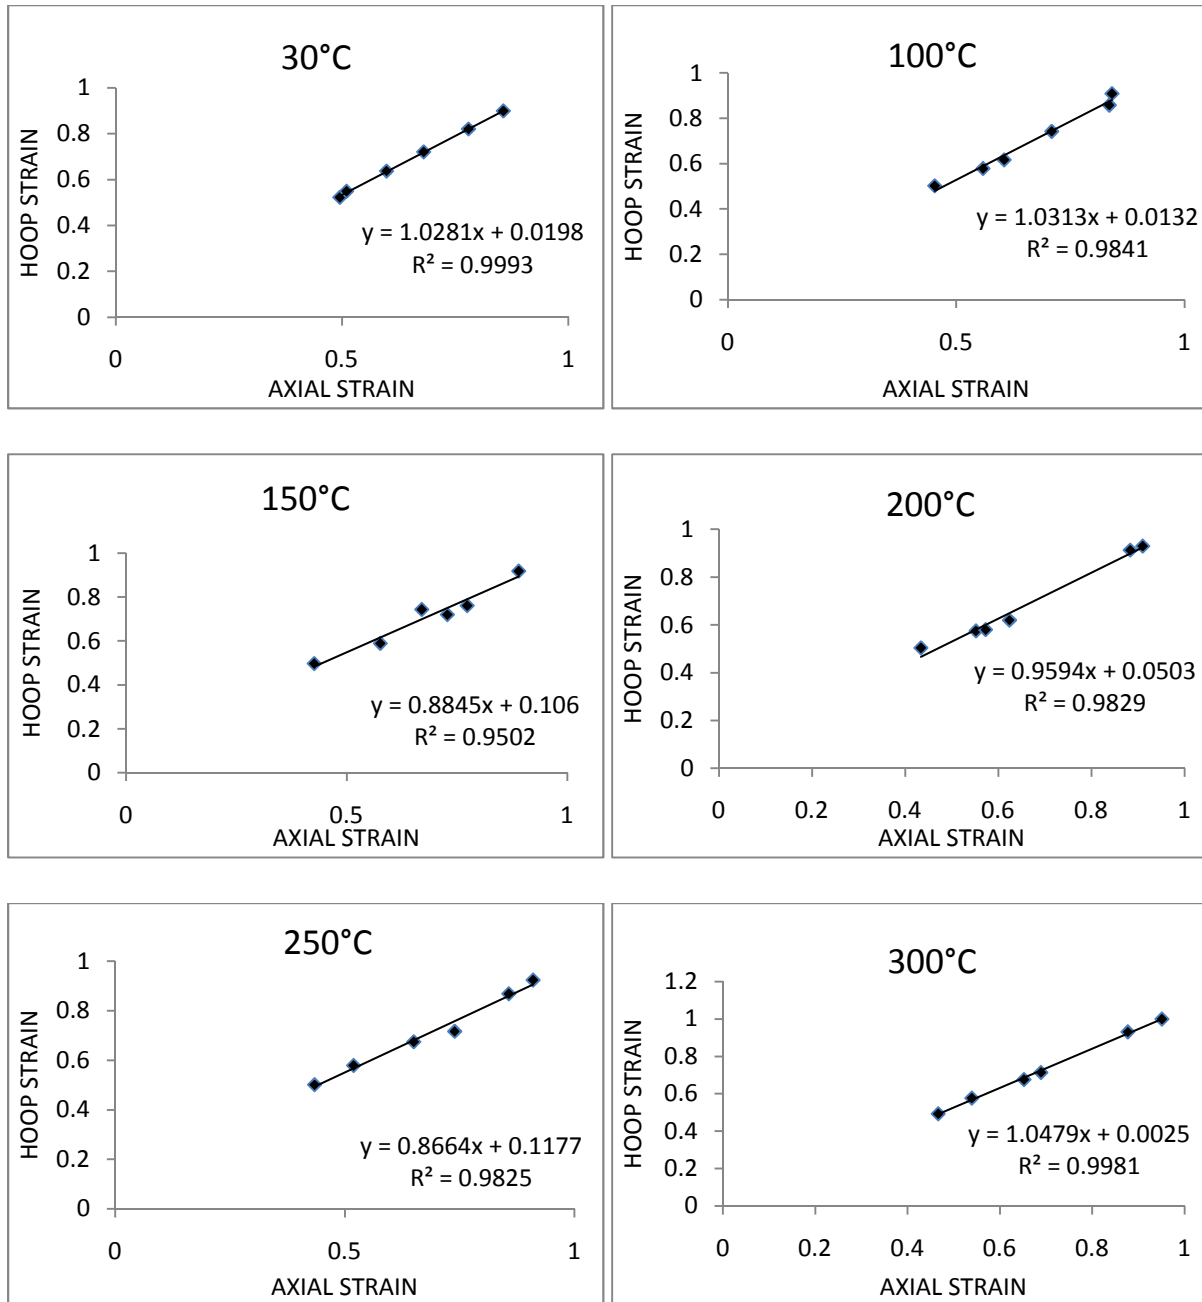 30°C
1
0.8
0.6
0.4
0.2
0
HOOP STRAIN
y = 1.0281x + 0.0198
R² = 0.9993
0 0.5 1
AXIAL STRAIN
100°C
1
0.8
0.6
0.4
0.2
0
HOOP STRAIN
y = 1.0313x + 0.0132
R² = 0.9841
0 0.5 1
AXIAL STRAIN
150°C
1
0.8
0.6
0.4
0.2
0
HOOP STRAIN
y = 0.8845x + 0.106
R² = 0.9502
0 0.5 1
AXIAL STRAIN
200°C
1
0.8
0.6
0.4
0.2
0
HOOP STRAIN
y = 0.9594x + 0.0503
R² = 0.9829
0 0.2 0.4 0.6 0.8 1
AXIAL STRAIN
250°C
1
0.8
0.6
0.4
0.2
0
HOOP STRAIN
y = 0.8664x + 0.1177
R² = 0.9825
0 0.5 1
AXIAL STRAIN
300°C
1.2
1
0.8
0.6
0.4
0.2
0
HOOP STRAIN
y = 1.0479x + 0.0025
R² = 0.9981
0 0.2 0.4 0.6 0.8 1
AXIAL STRAIN